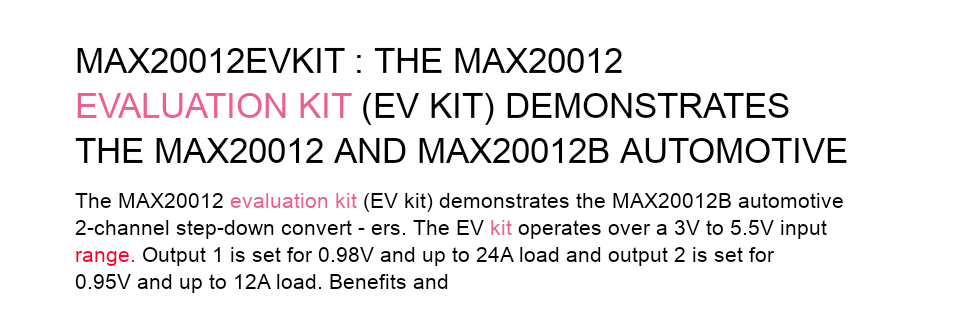 MAX20012EVKIT : THE MAX20012
EVALUATION KIT (EV KIT) DEMONSTRATES
THE MAX20012 AND MAX20012B AUTOMOTIVE
The MAX20012 evaluation kit (EV kit) demonstrates the MAX20012B automotive
2-channel step-down convert - ers. The EV kit operates over a 3V to 5.5V input
range. Output 1 is set for 0.98V and up to 24A load and output 2 is set for
0.95V and up to 12A load. Benefits and